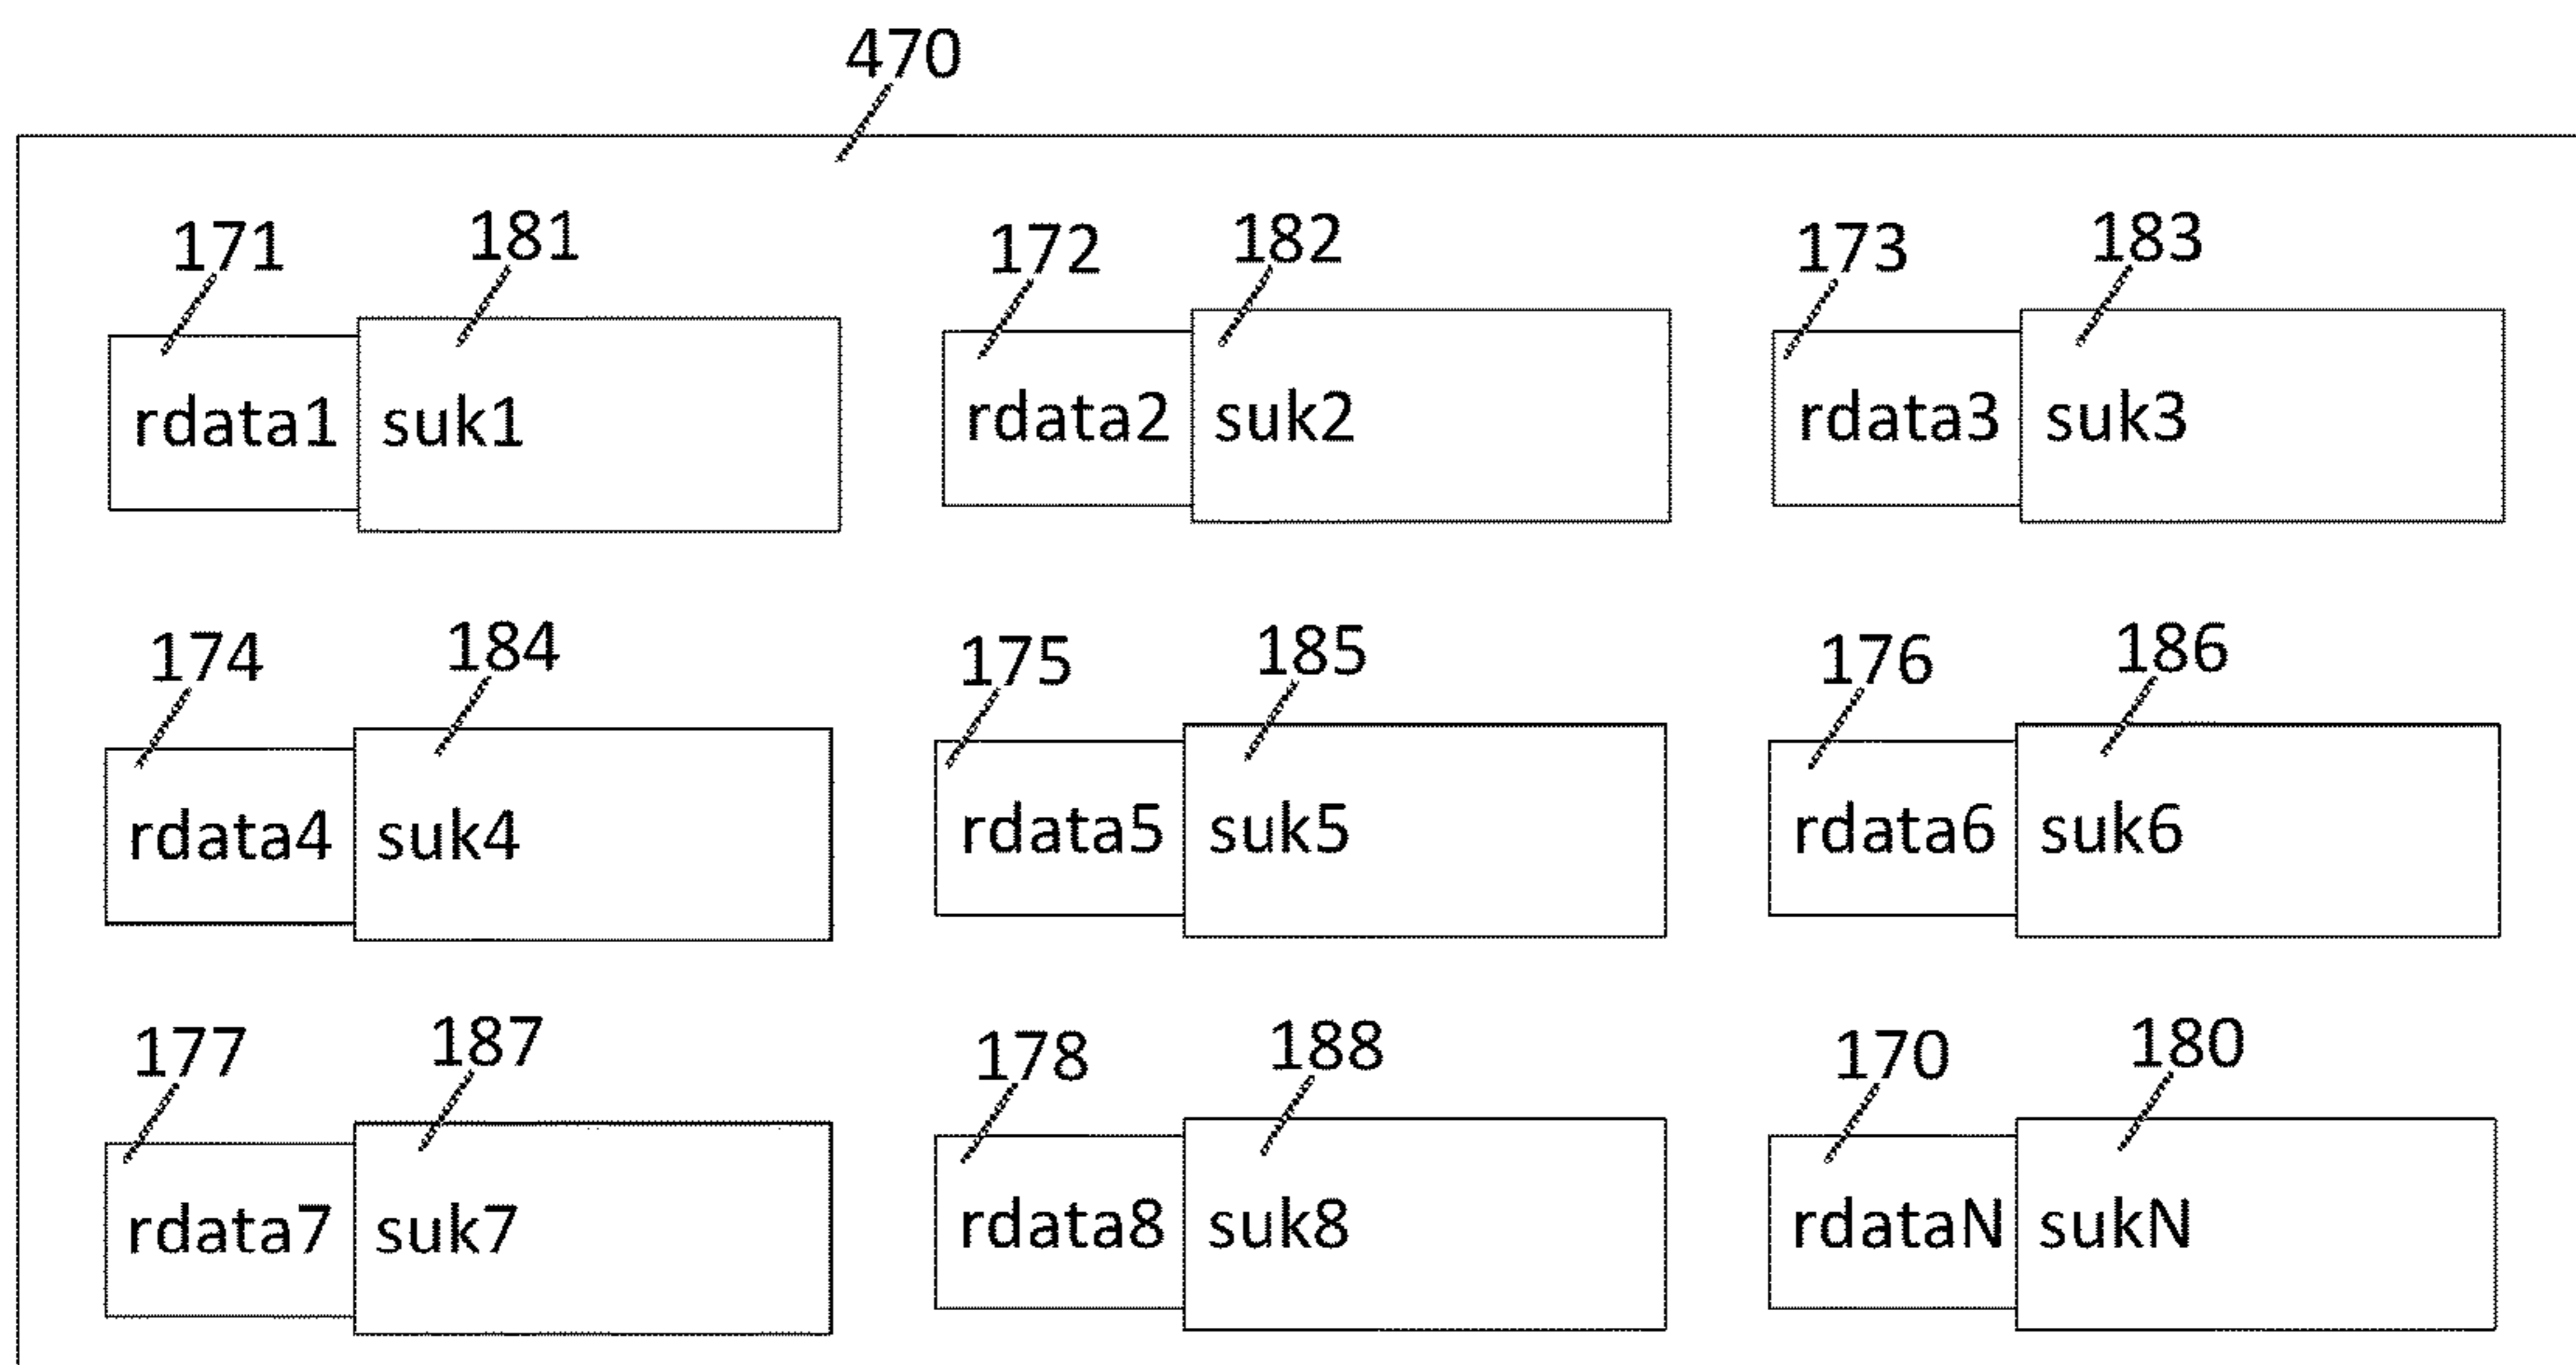 470
171 181 172 182 173 183
rdata1 suk1 rdata2 suk2 rdata3 suk3
174 184 175 185 176 186
rdata4 suk4 rdata5 suk5 rdata6 suk6
177 187 178 188 170 180
rdata7 suk7 rdata8 suk8 rdataN sukN